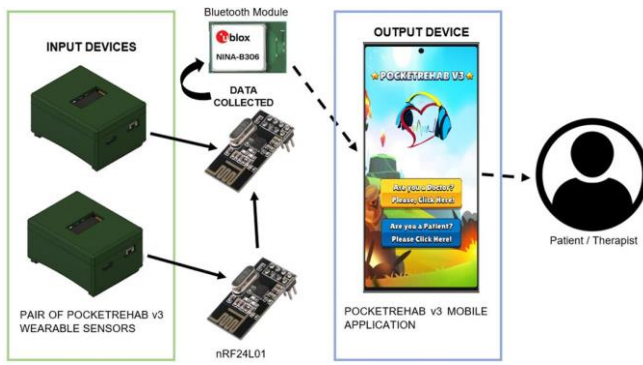 Bluetooth Module
INPUT DEVICES
ublox
NINA-B306
DATA
COLLECTED
OUTPUT DEVICE
POCKETREHAB V3
Are you a Doctor?
Please, Click Here!
Are you a Patient?
Please Click Here!
Patient / Therapist
PAIR OF POCKETREHAB v3
WEARABLE SENSORS
nRF24L01
POCKETREHAB v3 MOBILE
APPLICATION